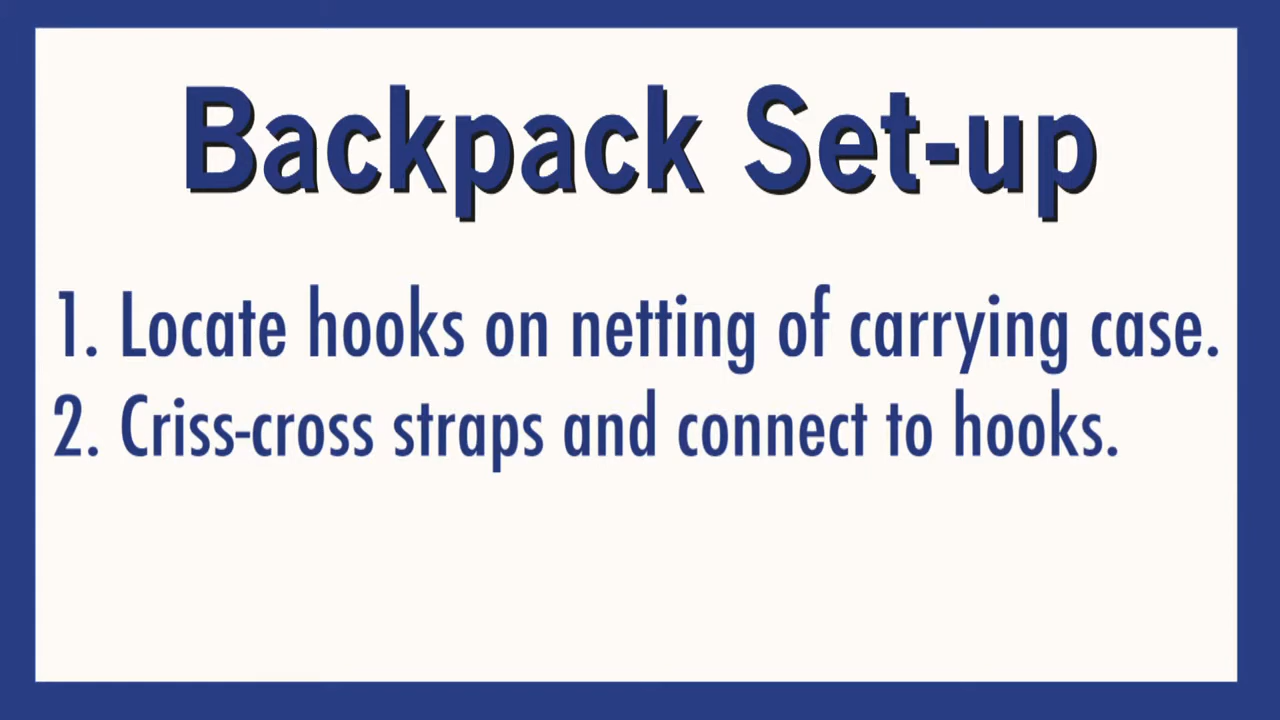 Backpack Set-up
1. Locate hooks on netting of carrying case.
2. Criss-cross straps and connect to hooks.